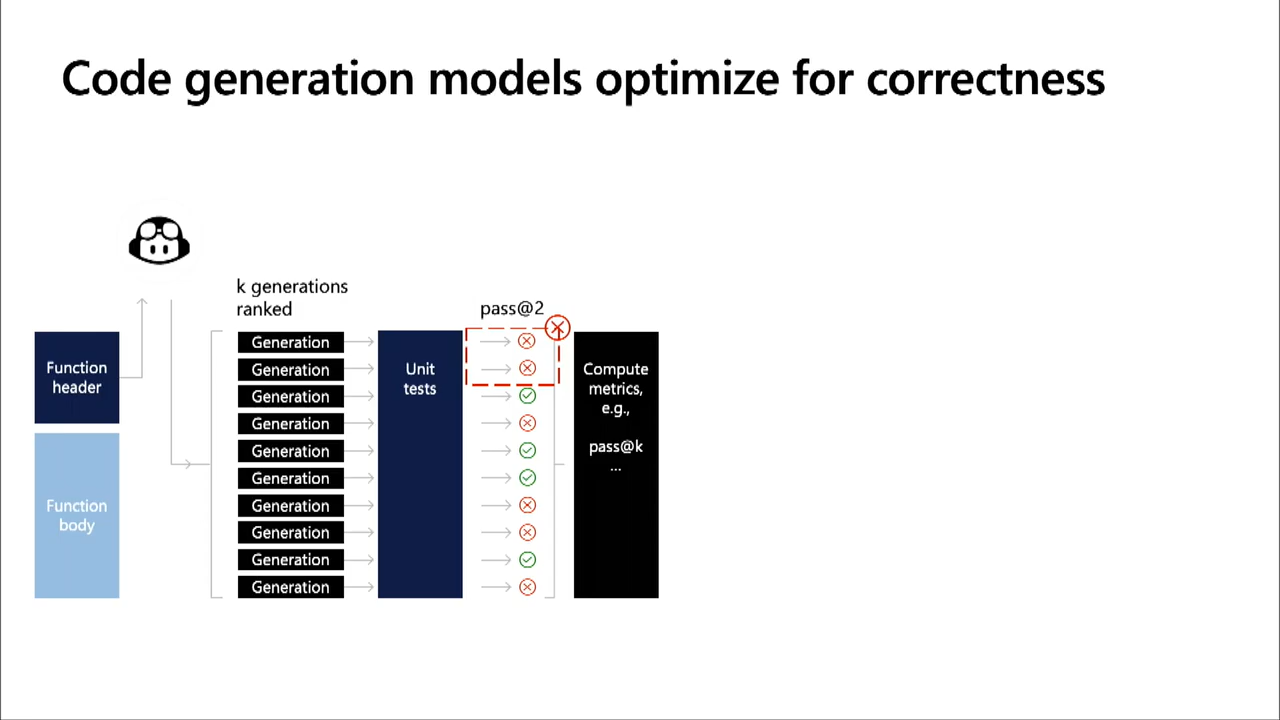 Code generation models optimize for correctness
k generations
ranked
pass@2
Function
header
Function
body
Generation
Generation
Generation
Generation
Generation
Generation
Generation
Generation
Generation
Generation
Unit
tests
Compute
metrics,
e.g.,
pass@k
...